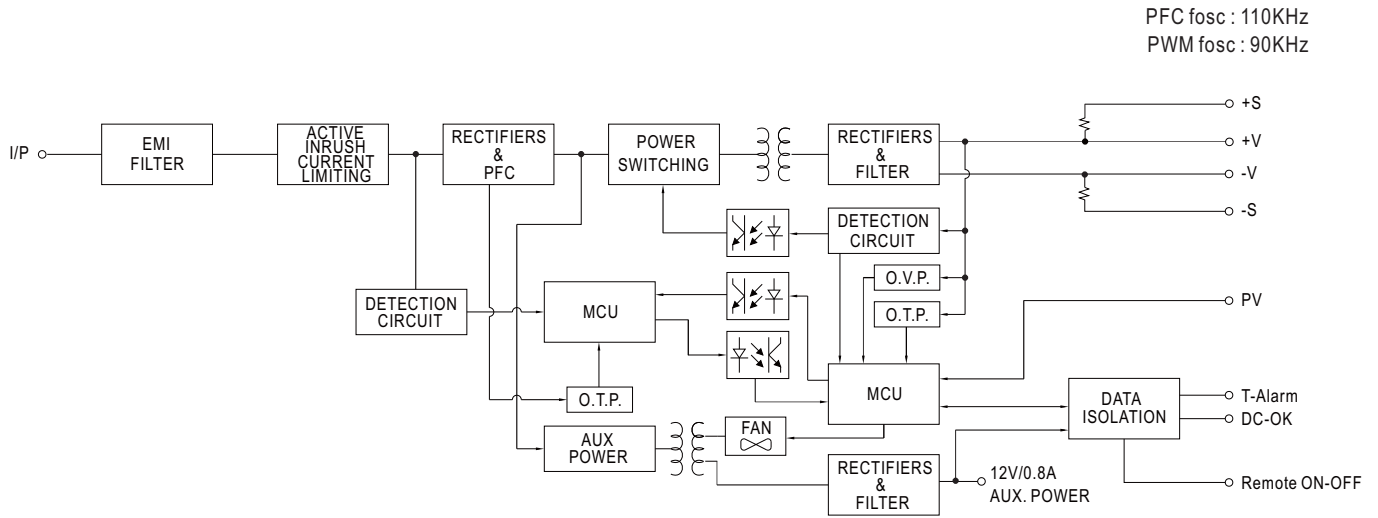 PFC fosc : 110KHz
PWM fosc : 90KHz
I/P
EMI
FILTER
ACTIVE
INRUSH
CURRENT
LIMITING
RECTIFIERS
&
PFC
POWER
SWITCHING
RECTIFIERS
&
FILTER
+S
+V
-V
-S
DETECTION
CIRCUIT
O.V.P.
O.T.P.
DETECTION
CIRCUIT
MCU
PV
MCU
O.T.P.
DATA
ISOLATION
T-Alarm
DC-OK
AUX
POWER
FAN
RECTIFIERS
&
FILTER
12V/0.8A
AUX. POWER
Remote ON-OFF